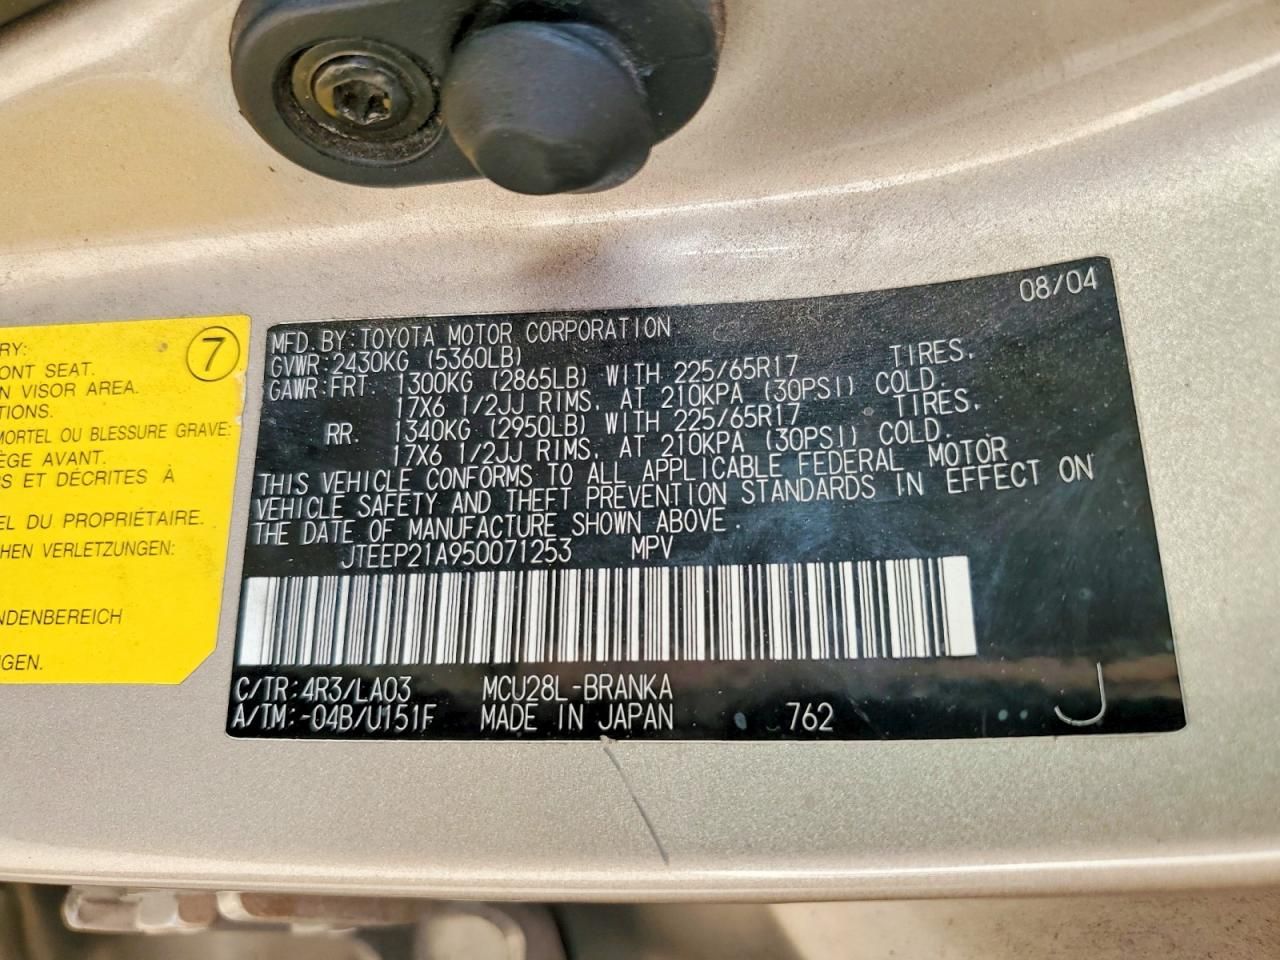 08/04
MFD. BY: TOYOTA MOTOR CORPORATION
GVWR: 2430KG (5360LB)
GAWR: FRT. 1300KG (2865LB) WITH 225/65R17 TIRES,
17X6 1/2JJ RIMS, AT 210KPA (30PSI) COLD.
RR. 1340KG (2950LB) WITH 225/65R17 TIRES,
17X6 1/2JJ RIMS, AT 210KPA (30PSI) COLD.
THIS VEHICLE CONFORMS TO ALL APPLICABLE FEDERAL MOTOR
VEHICLE SAFETY AND THEFT PREVENTION STANDARDS IN EFFECT ON
THE DATE OF MANUFACTURE SHOWN ABOVE.
JTEEP21A950071253 MPV
C/TR: 4R3/LA03 MCU28L-BRANKA
A/TM: -04B/U151F MADE IN JAPAN 762 J
7
RY:
ONT SEAT.
N VISOR AREA.
TIONS.
MORTEL OU BLESSURE GRAVE:
ÈGE AVANT.
S ET DÉCRITES À
EL DU PROPRIÉTAIRE.
HEN VERLETZUNGEN:
NDENBEREICH
GEN.